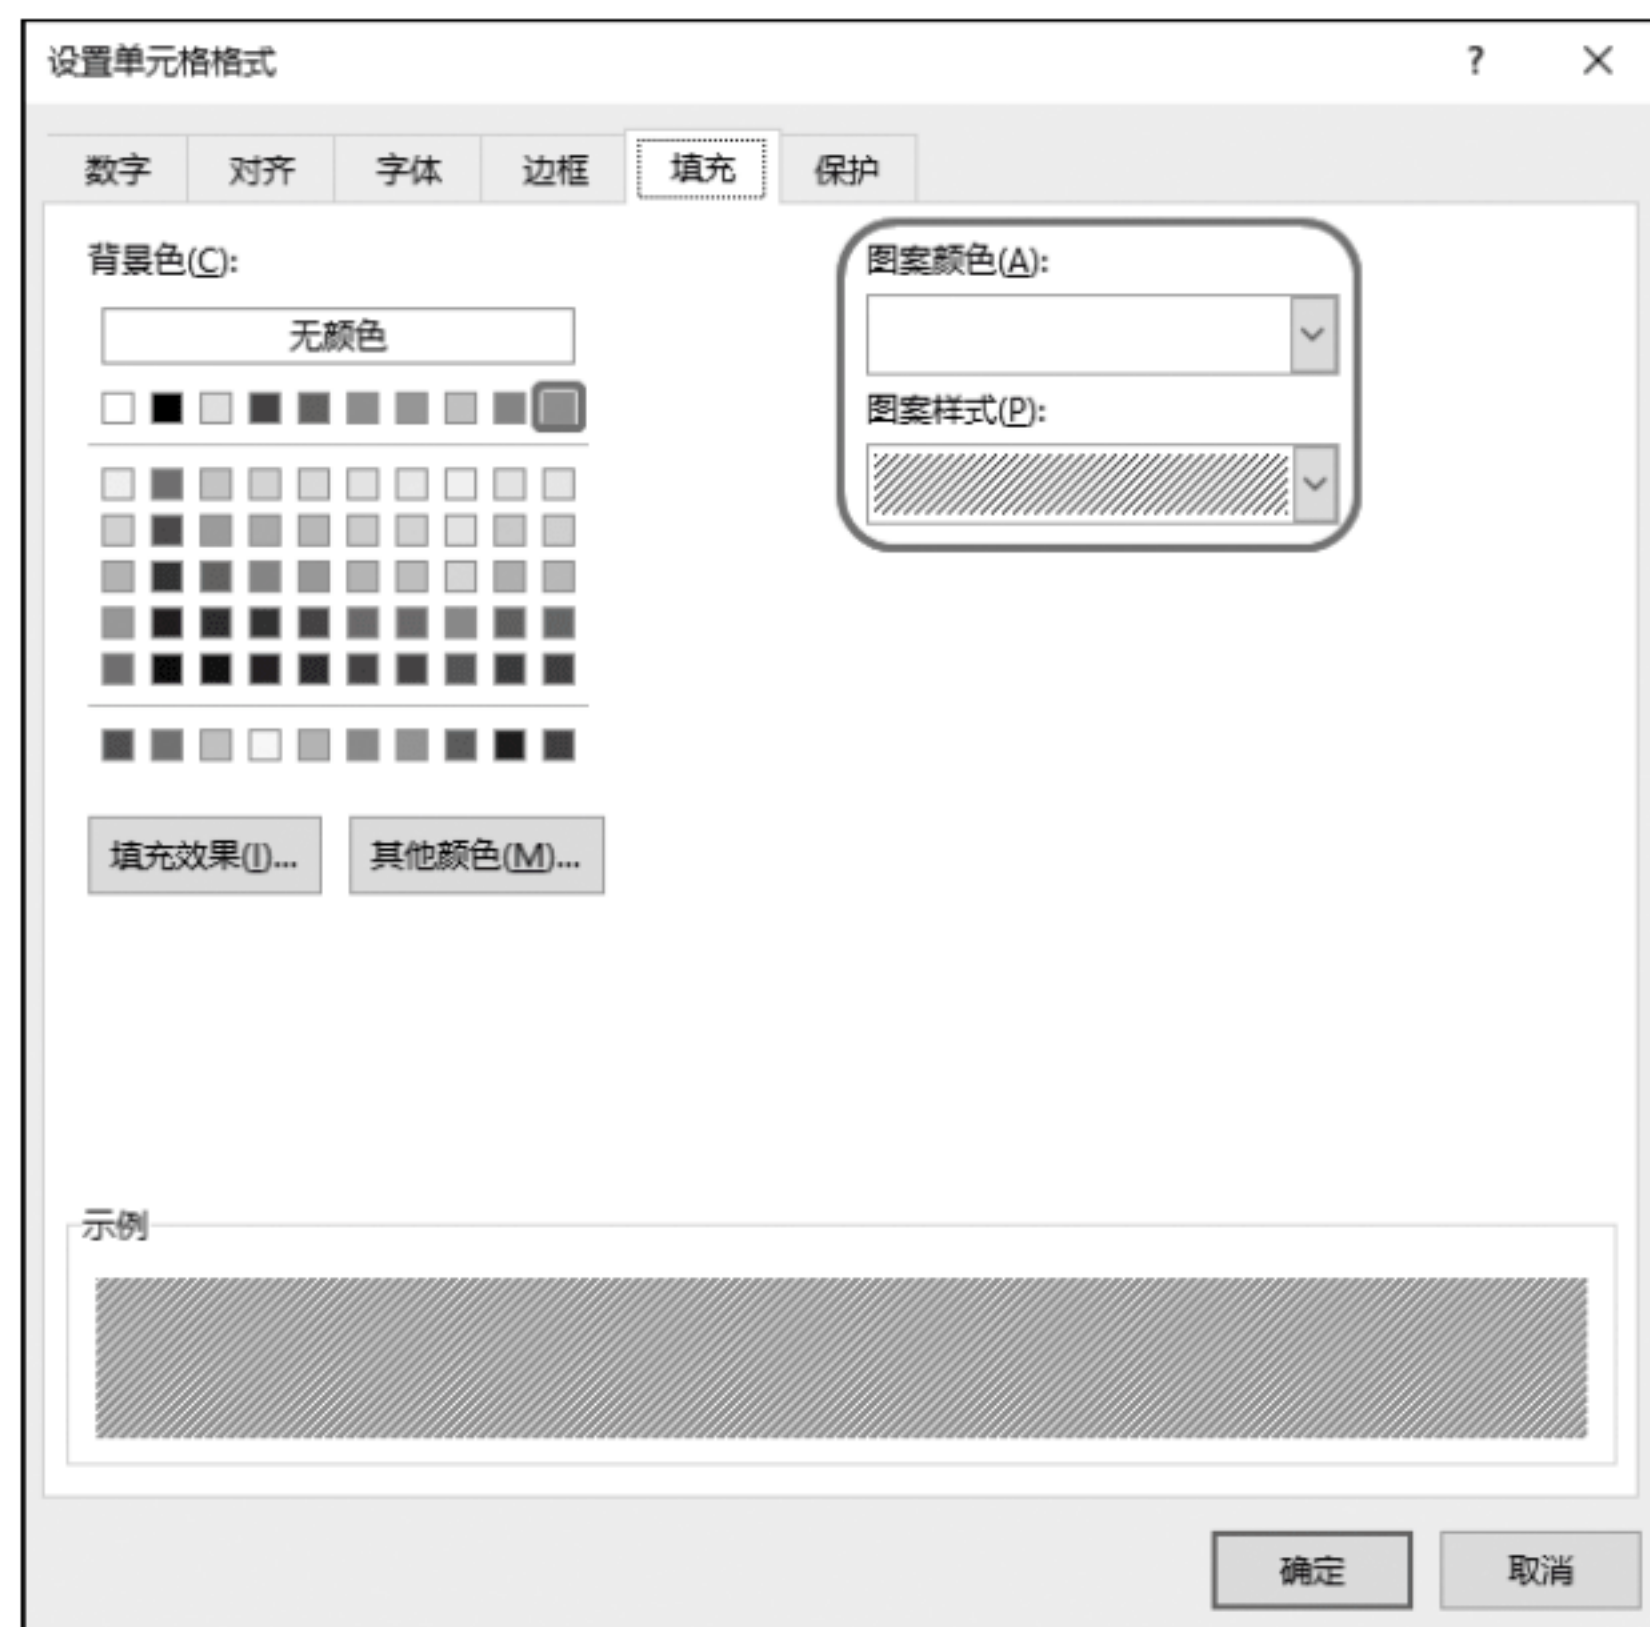 设置单元格格式 ? ×
数字 对齐 字体 边框 填充 保护
背景色(C):
无颜色
填充效果(I)... 其他颜色(M)...
图案颜色(A):
图案样式(P):
示例
确定 取消